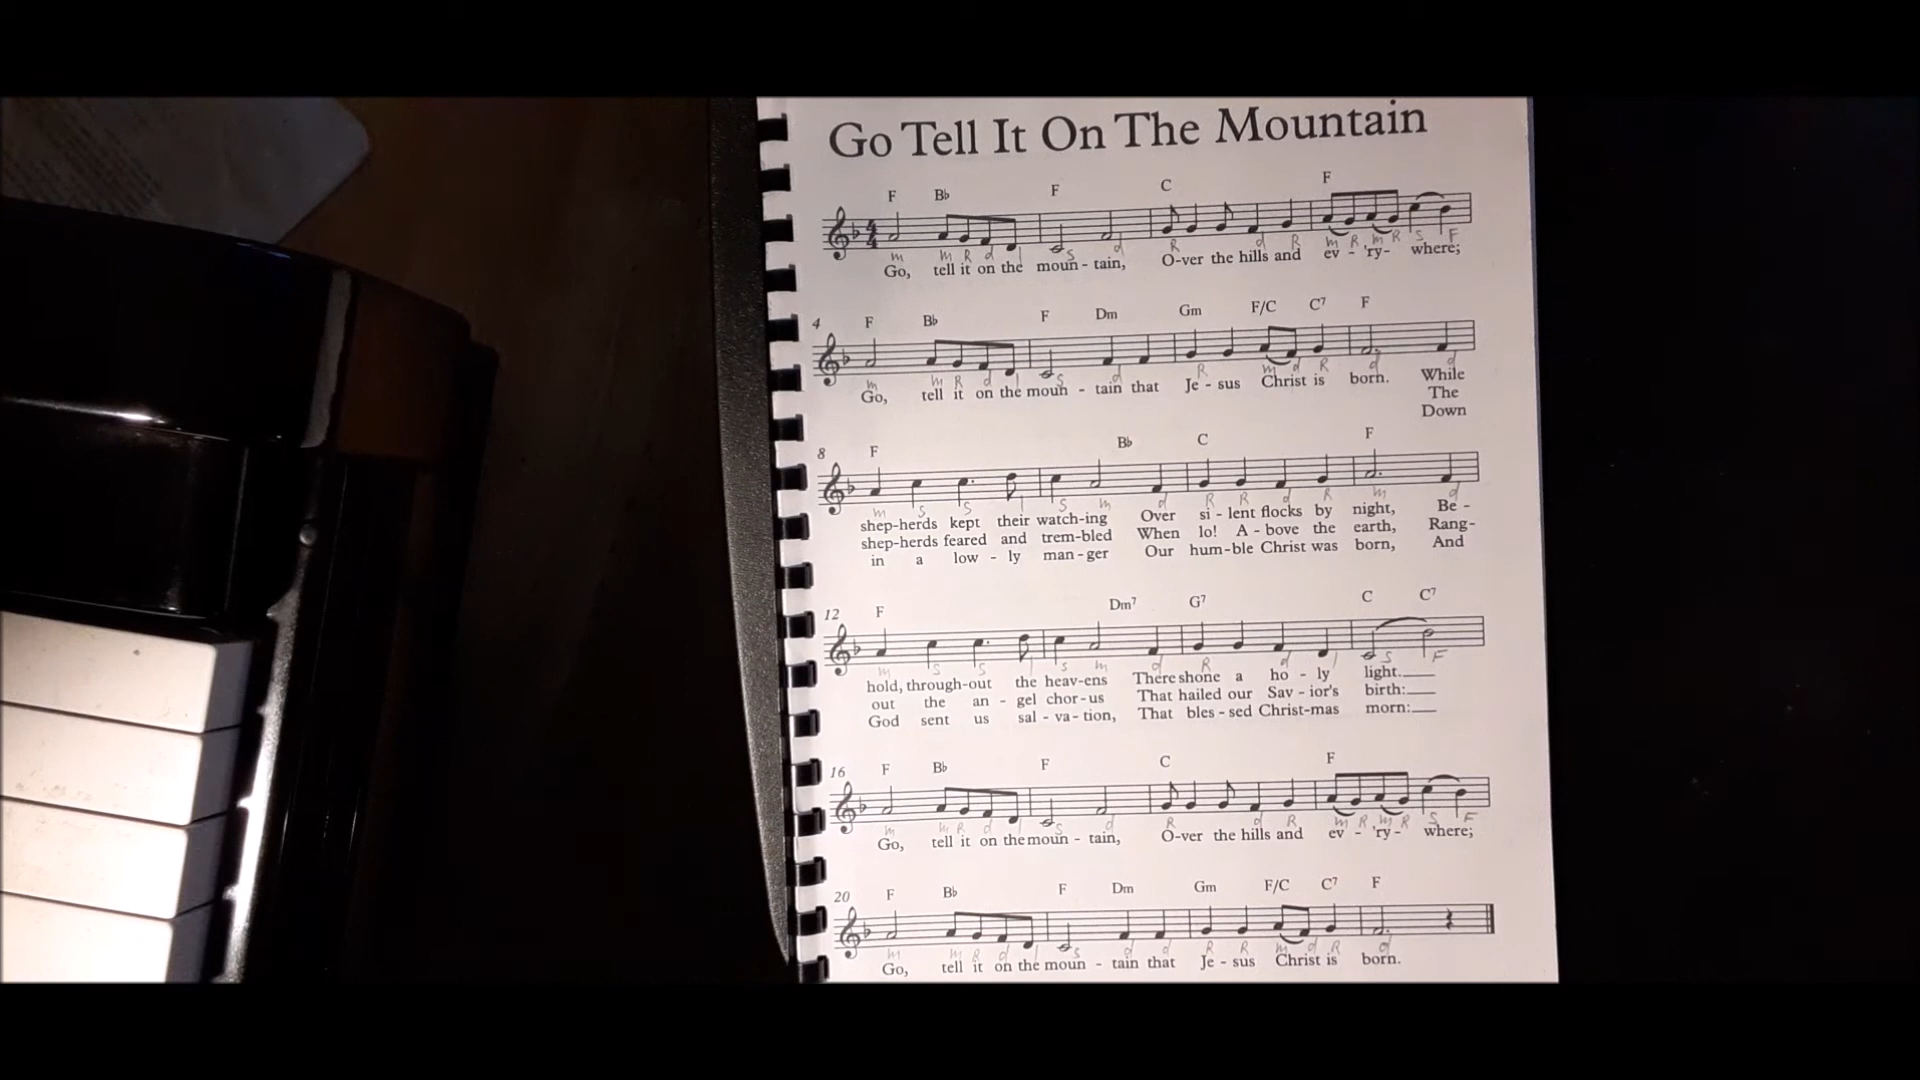 Go Tell It On The Mountain
F B♭ F C F
4 4
m m R d l s d R d R m R m R s F
Go, tell it on the moun - tain, O-ver the hills and ev - 'ry- where;
4 F B♭ F Dm Gm F/C C7 F
m m R d l s d R m d R d d
Go, tell it on the moun - tain that Je - sus Christ is born. While
The
Down
8 F B♭ C F
m s s l s m d R R d R m d
shep-herds kept their watch-ing Over si - lent flocks by night, Be -
shep-herds feared and trem-bled When lo! A - bove the earth, Rang-
in a low - ly man - ger Our hum-ble Christ was born, And
12 F Dm7 G7 C C7
m s s l s m d R d l s F
hold, through-out the heav-ens There shone a ho - ly light.
out the an - gel chor-us That hailed our Sav - ior's birth:
God sent us sal - va - tion, That bles - sed Christ-mas morn:
16 F B♭ F C F
m m R d l s d R d R m R m R s F
Go, tell it on the moun - tain, O-ver the hills and ev - 'ry- where;
20 F B♭ F Dm Gm F/C C7 F
m m R d l s d d R R m d R d
Go, tell it on the moun - tain that Je - sus Christ is born.